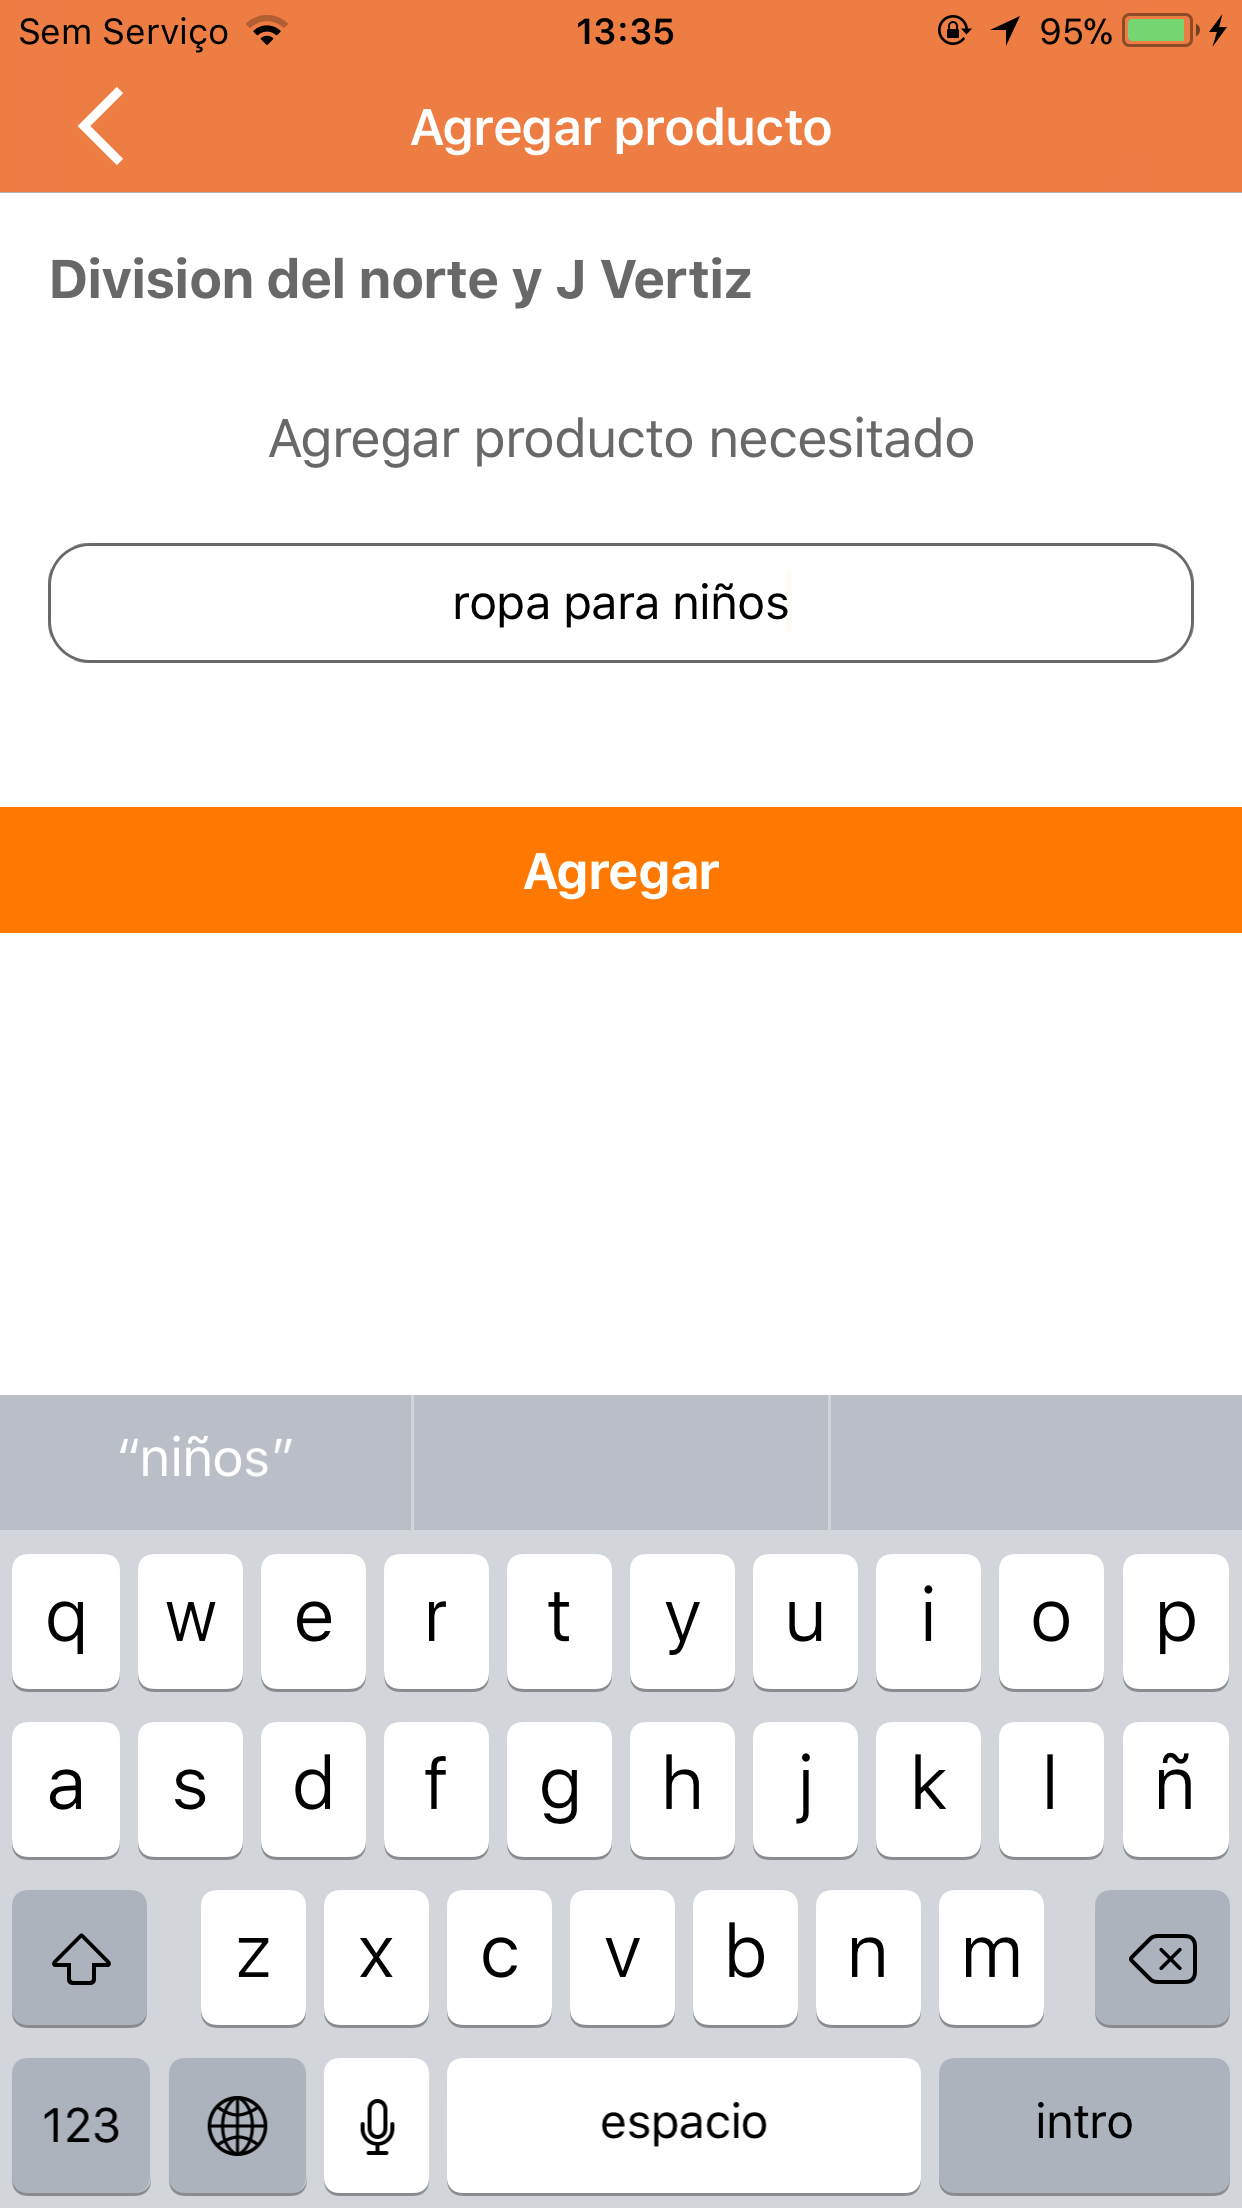 Sem Serviço 13:35 95%
Agregar producto
Division del norte y J Vertiz
Agregar producto necesitado
ropa para niños
Agregar
“niños”
q w e r t y u i o p
a s d f g h j k l ñ
z x c v b n m
123 espacio intro